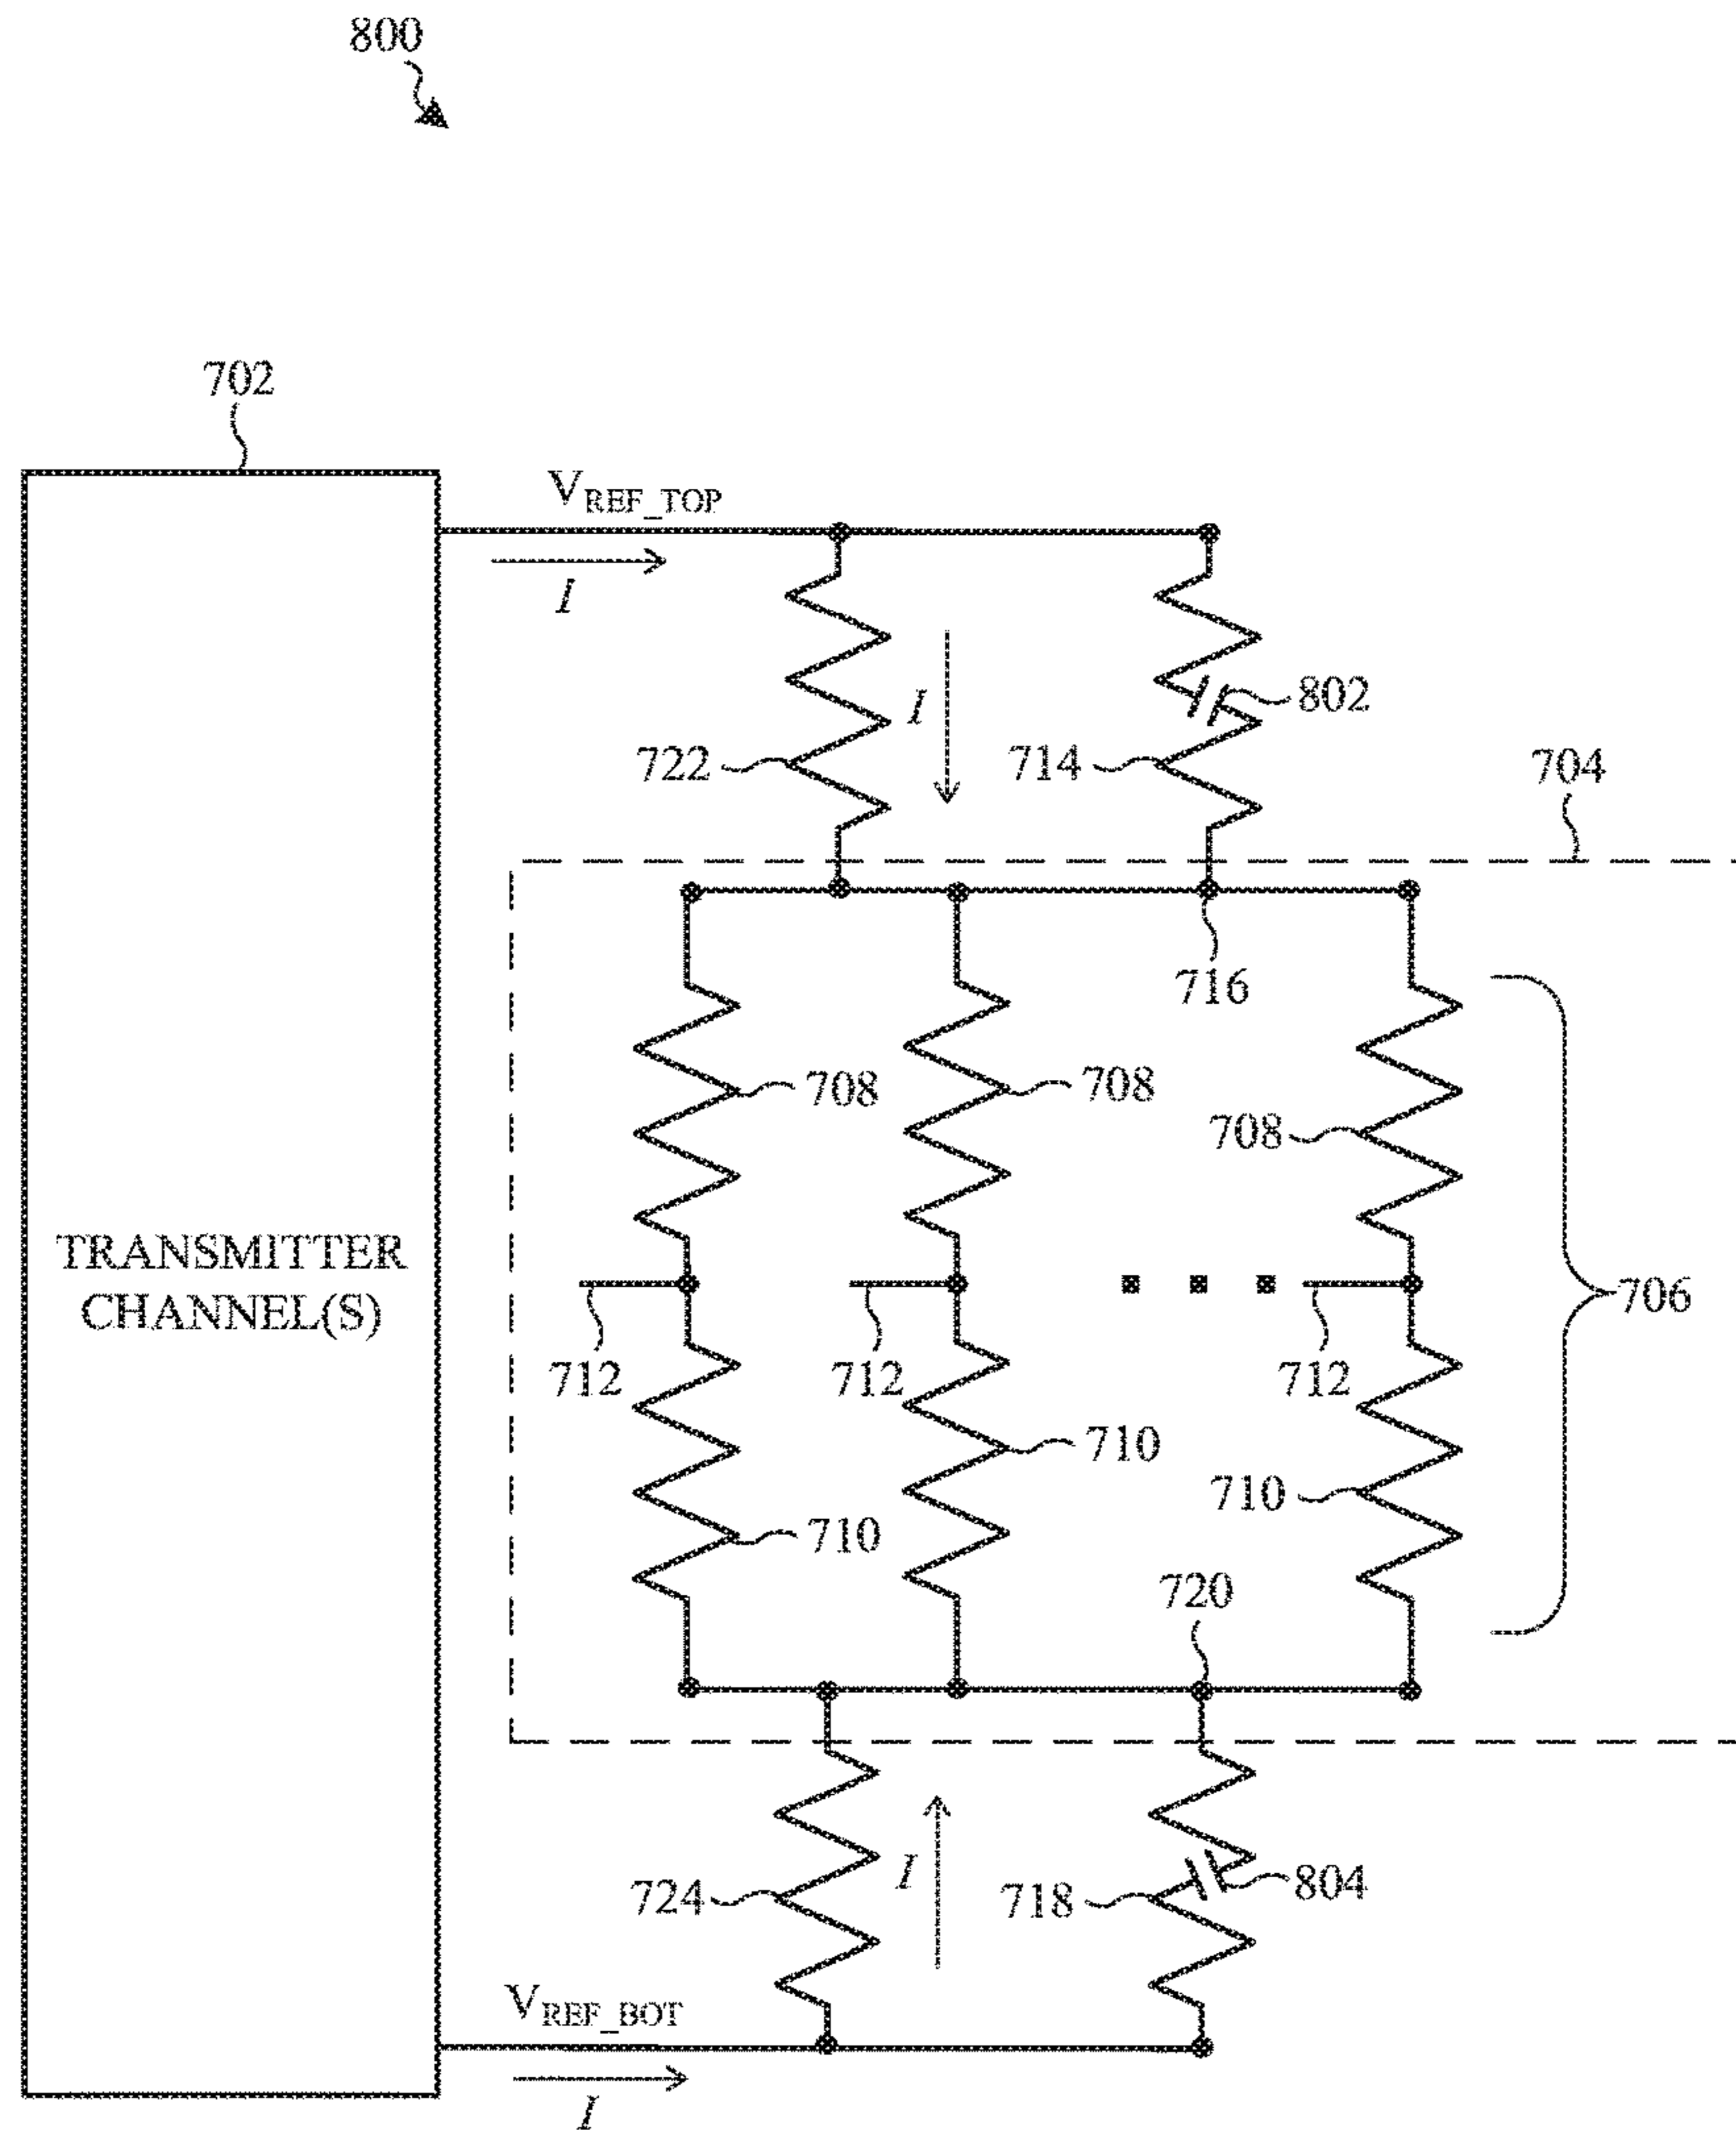 800
702
V_REF_TOP
I
722
I
714
802
704
716
708
708
708
TRANSMITTER
CHANNEL(S)
706
712
712
712
710
710
710
720
724
I
718
804
V_REF_BOT
I